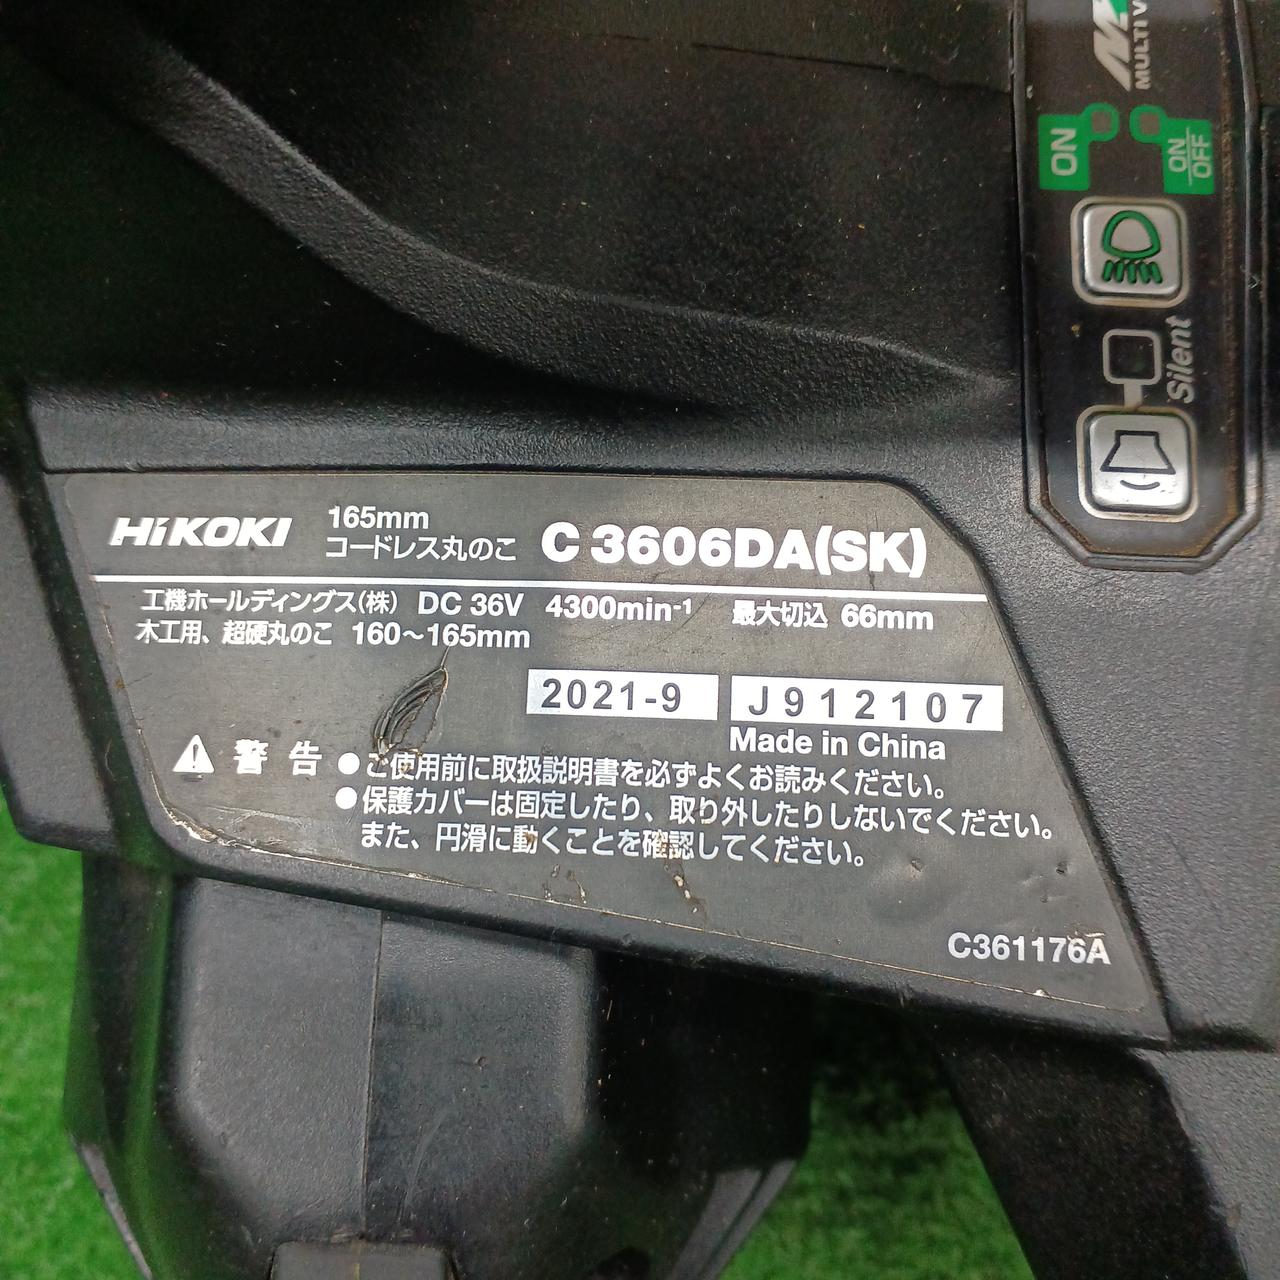 MULTI V
ON
ON/OFF
Silent
HiKOKI
165mm
コードレス丸のこ
C 3606DA(SK)
工機ホールディングス(株) DC 36V 4300min⁻¹ 最大切込 66mm
木工用、超硬丸のこ 160～165mm
2021-9 J912107
Made in China
警告 ●ご使用前に取扱説明書を必ずよくお読みください。
●保護カバーは固定したり、取り外したりしないでください。
また、円滑に動くことを確認してください。
C361176A